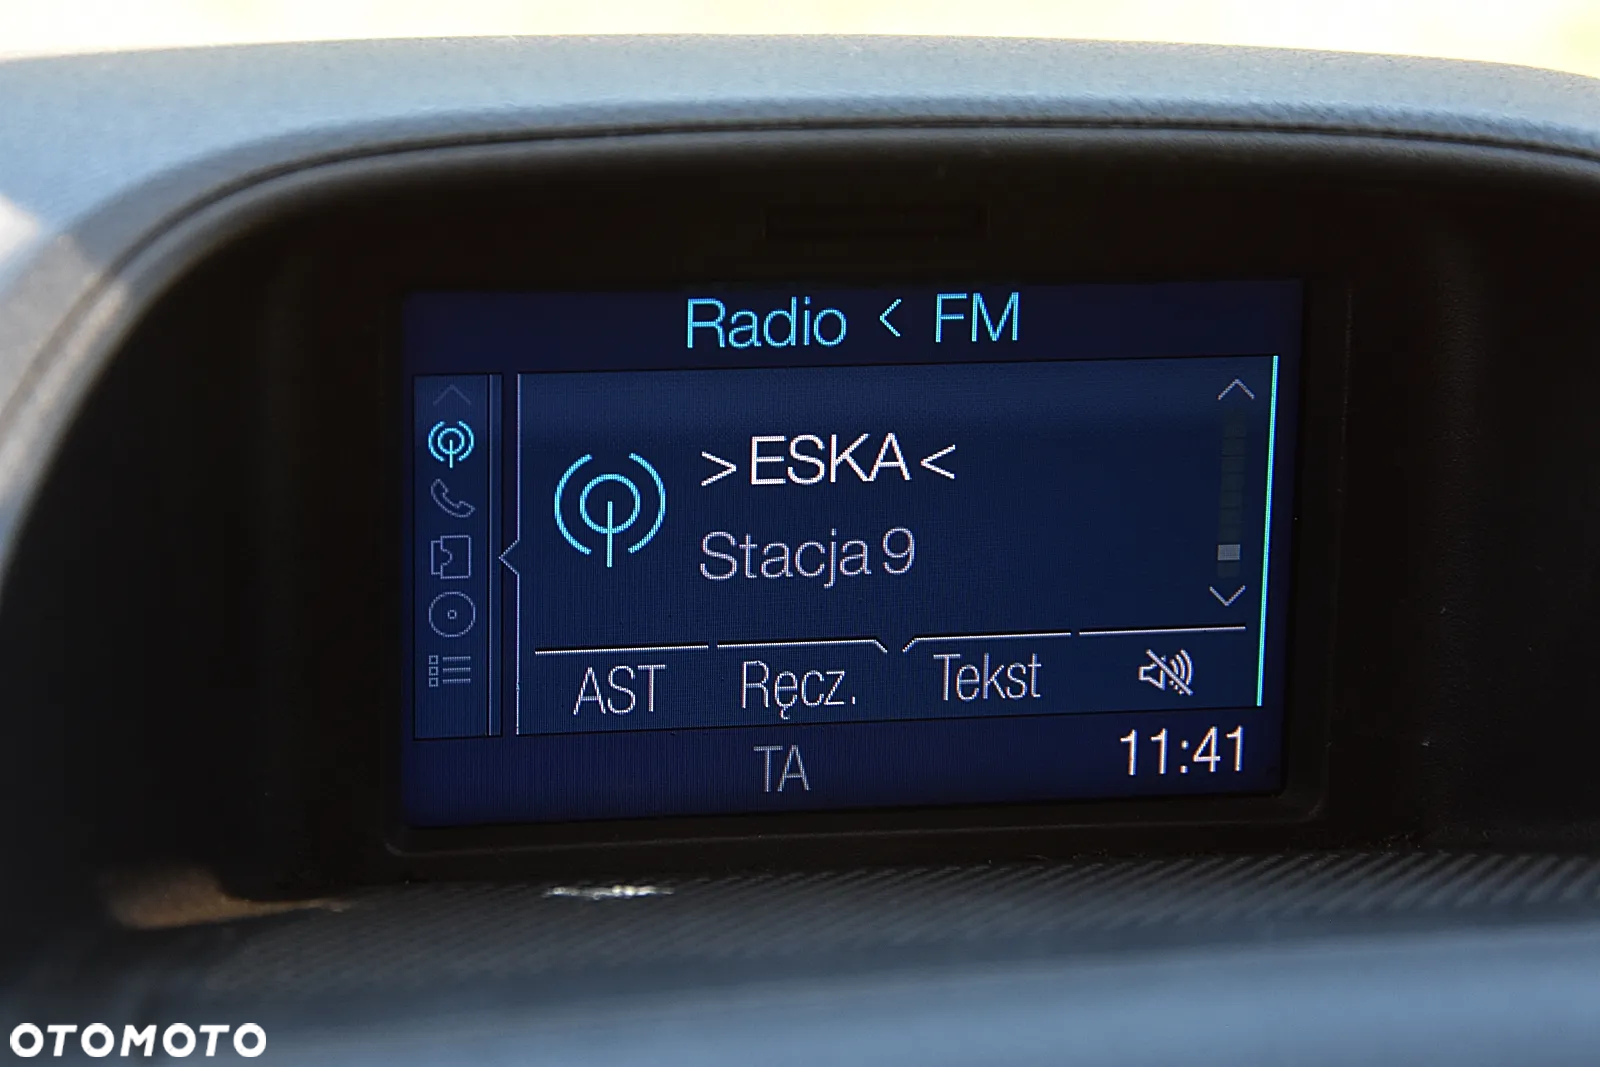 Radio < FM
>ESKA<
Stacja 9
AST Ręcz. Tekst
TA 11:41
OTOMOTO